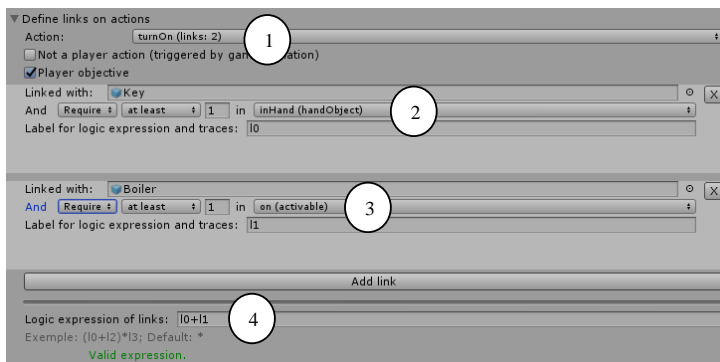 Define links on actions
Action: turnOn (links: 2) 1
Not a player action (triggered by ation)
Player objective
Linked with: Key X
And Require at least 1 in inHand (handObject) 2
Label for logic expression and traces: l0
Linked with: Boiler X
And Require at least 1 in on (activable) 3
Label for logic expression and traces: l1
Add link
Logic expression of links: l0+l1 4
Exemple: (l0+l2)*l3; Default: *
Valid expression.